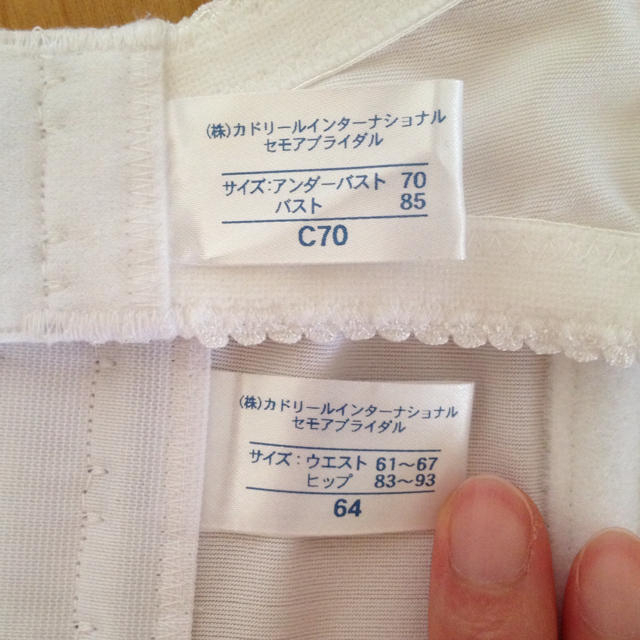 (株)カドリールインターナショナル
セモアブライダル
サイズ:アンダーバスト 70
バスト 85
C70
(株)カドリールインターナショナル
セモアブライダル
サイズ:ウエスト 61～67
ヒップ 83～93
64